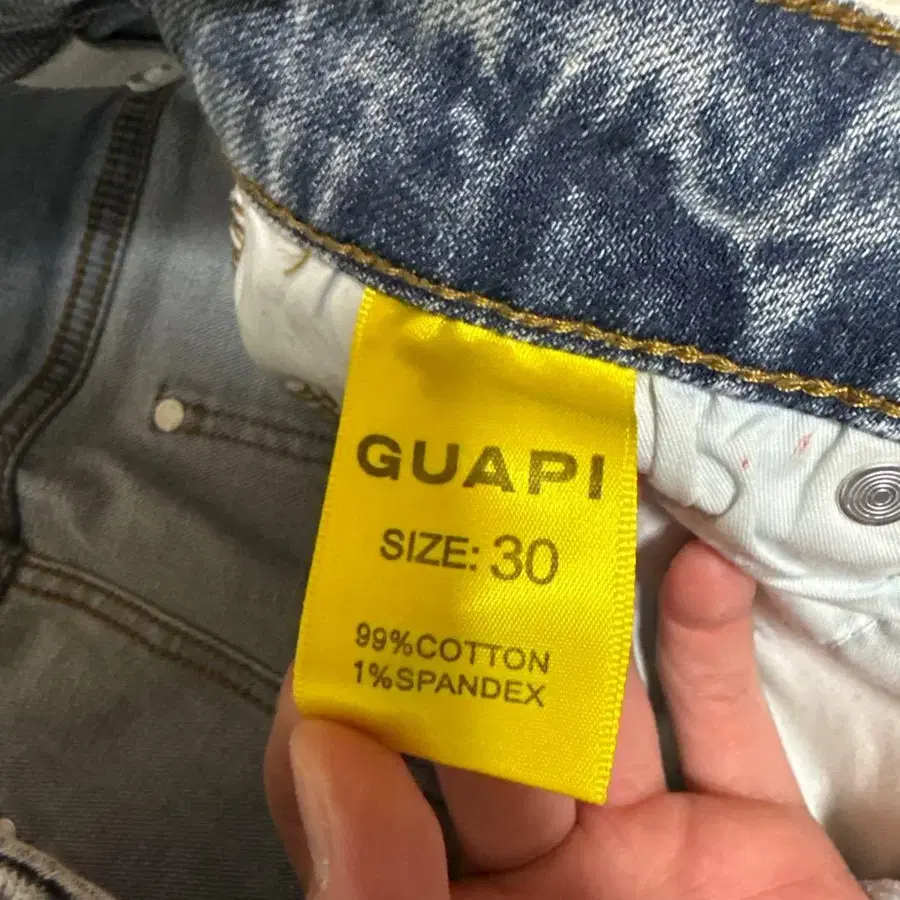 GUAPI
SIZE: 30
99%COTTON
1%SPANDEX